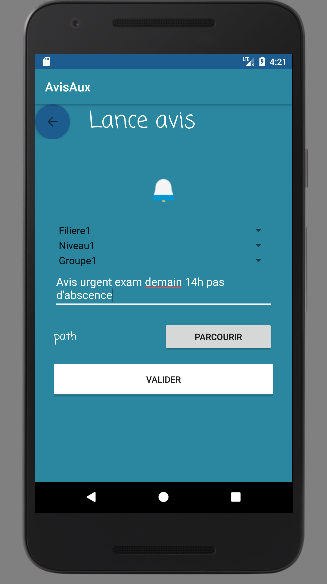 LTE 4:21
AvisAux
Lance avis
Filiere1
Niveau1
Groupe1
Avis urgent exam demain 14h pas
d'abscence
path
PARCOURIR
VALIDER